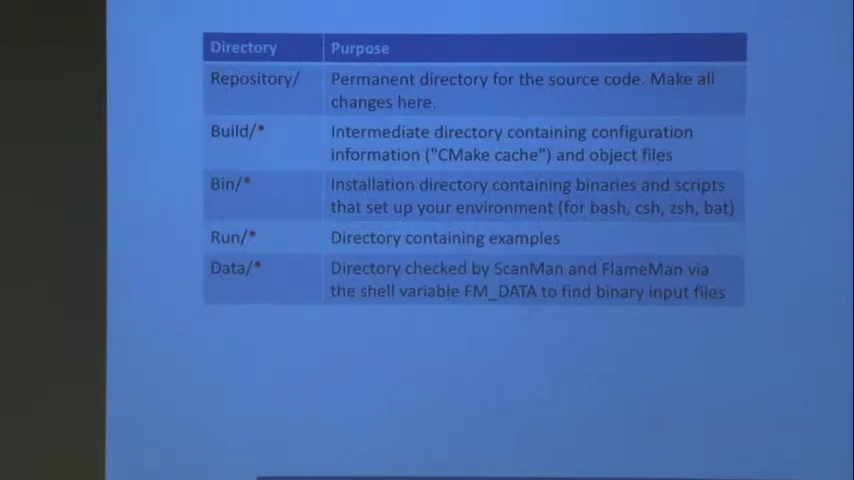 Directory Purpose
Repository/ Permanent directory for the source code. Make all
changes here.
Build/* Intermediate directory containing configuration
information ("CMake cache") and object files
Bin/* Installation directory containing binaries and scripts
that set up your environment (for bash, csh, zsh, bat)
Run/* Directory containing examples
Data/* Directory checked by ScanMan and FlameMan via
the shell variable FM_DATA to find binary input files